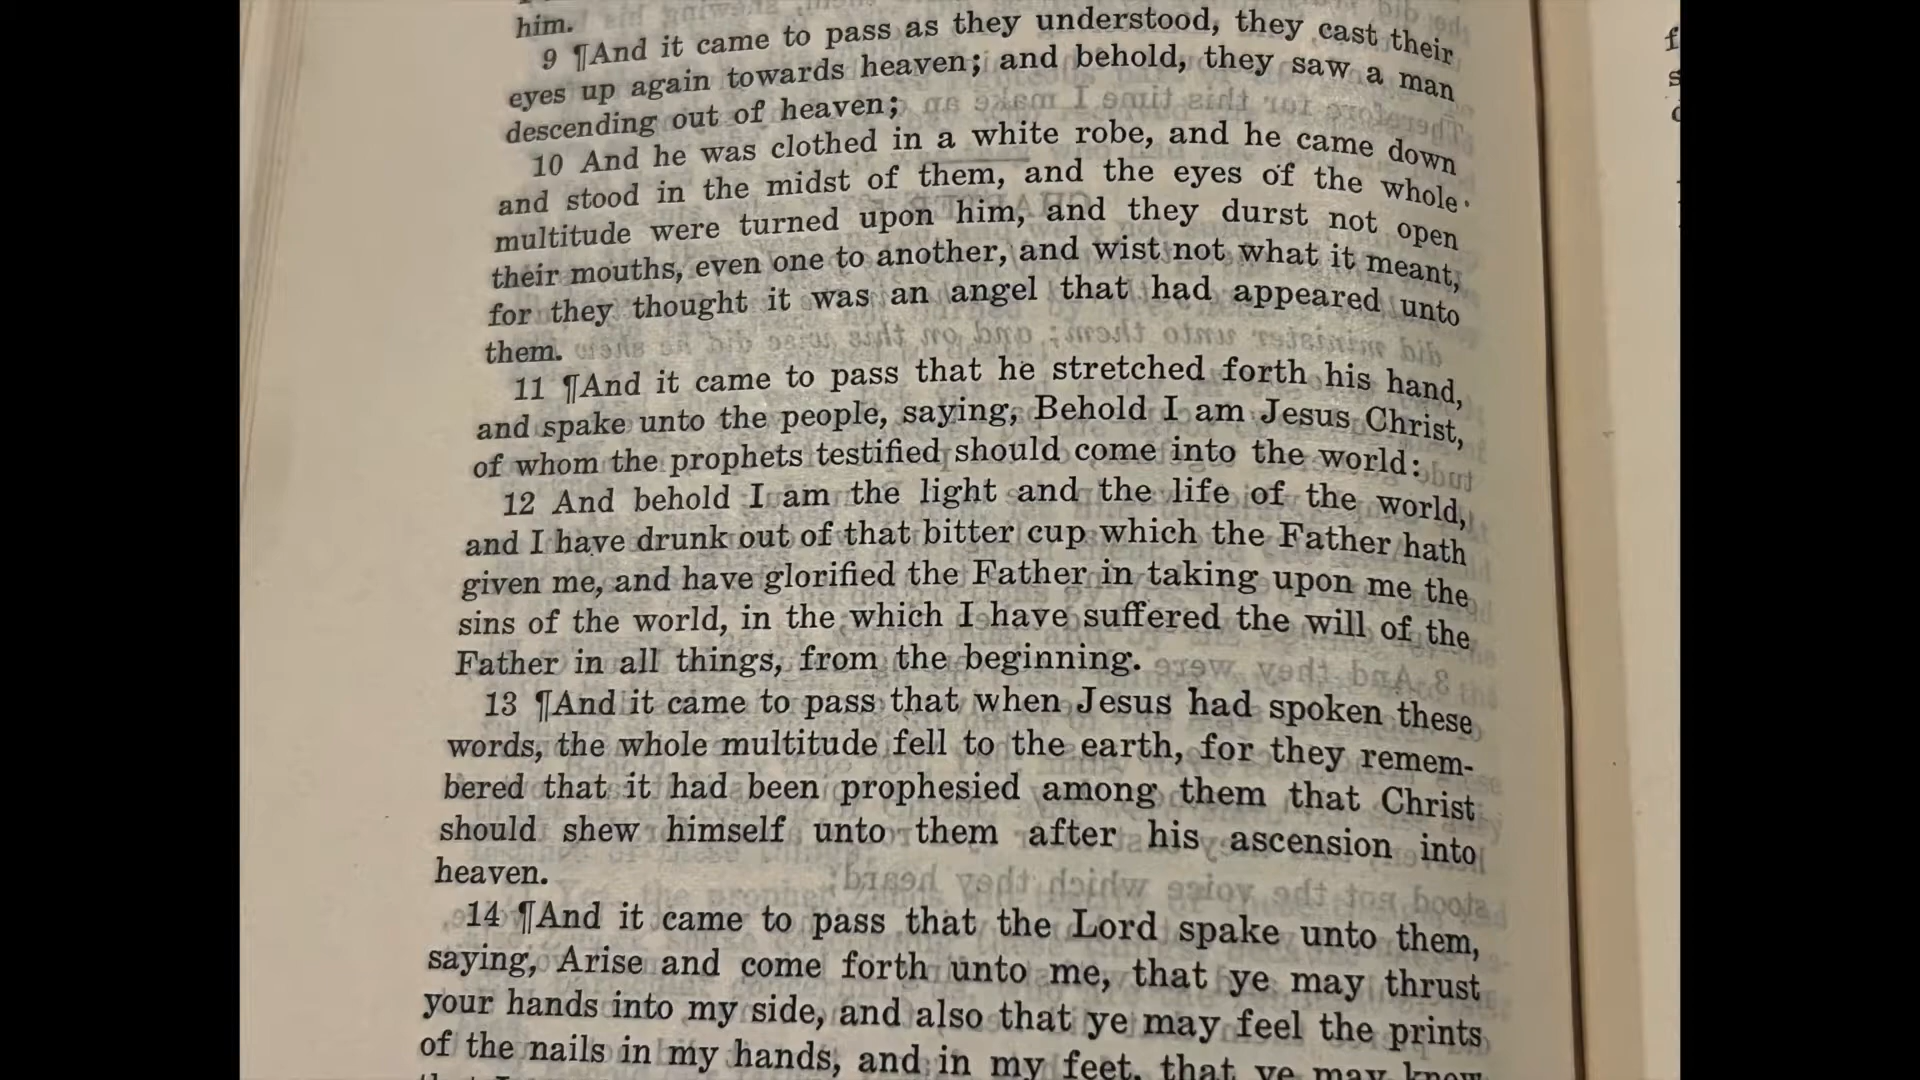 him.
9 ¶And it came to pass as they understood, they cast their
eyes up again towards heaven; and behold, they saw a man
descending out of heaven;
10 And he was clothed in a white robe, and he came down
and stood in the midst of them, and the eyes of the whole
multitude were turned upon him, and they durst not open
their mouths, even one to another, and wist not what it meant,
for they thought it was an angel that had appeared unto
them.
11 ¶And it came to pass that he stretched forth his hand,
and spake unto the people, saying, Behold I am Jesus Christ,
of whom the prophets testified should come into the world:
12 And behold I am the light and the life of the world,
and I have drunk out of that bitter cup which the Father hath
given me, and have glorified the Father in taking upon me the
sins of the world, in the which I have suffered the will of the
Father in all things, from the beginning.
13 ¶And it came to pass that when Jesus had spoken these
words, the whole multitude fell to the earth, for they remem-
bered that it had been prophesied among them that Christ
should shew himself unto them after his ascension into
heaven.
14 ¶And it came to pass that the Lord spake unto them,
saying, Arise and come forth unto me, that ye may thrust
your hands into my side, and also that ye may feel the prints
of the nails in my hands, and in my feet, that ye may know